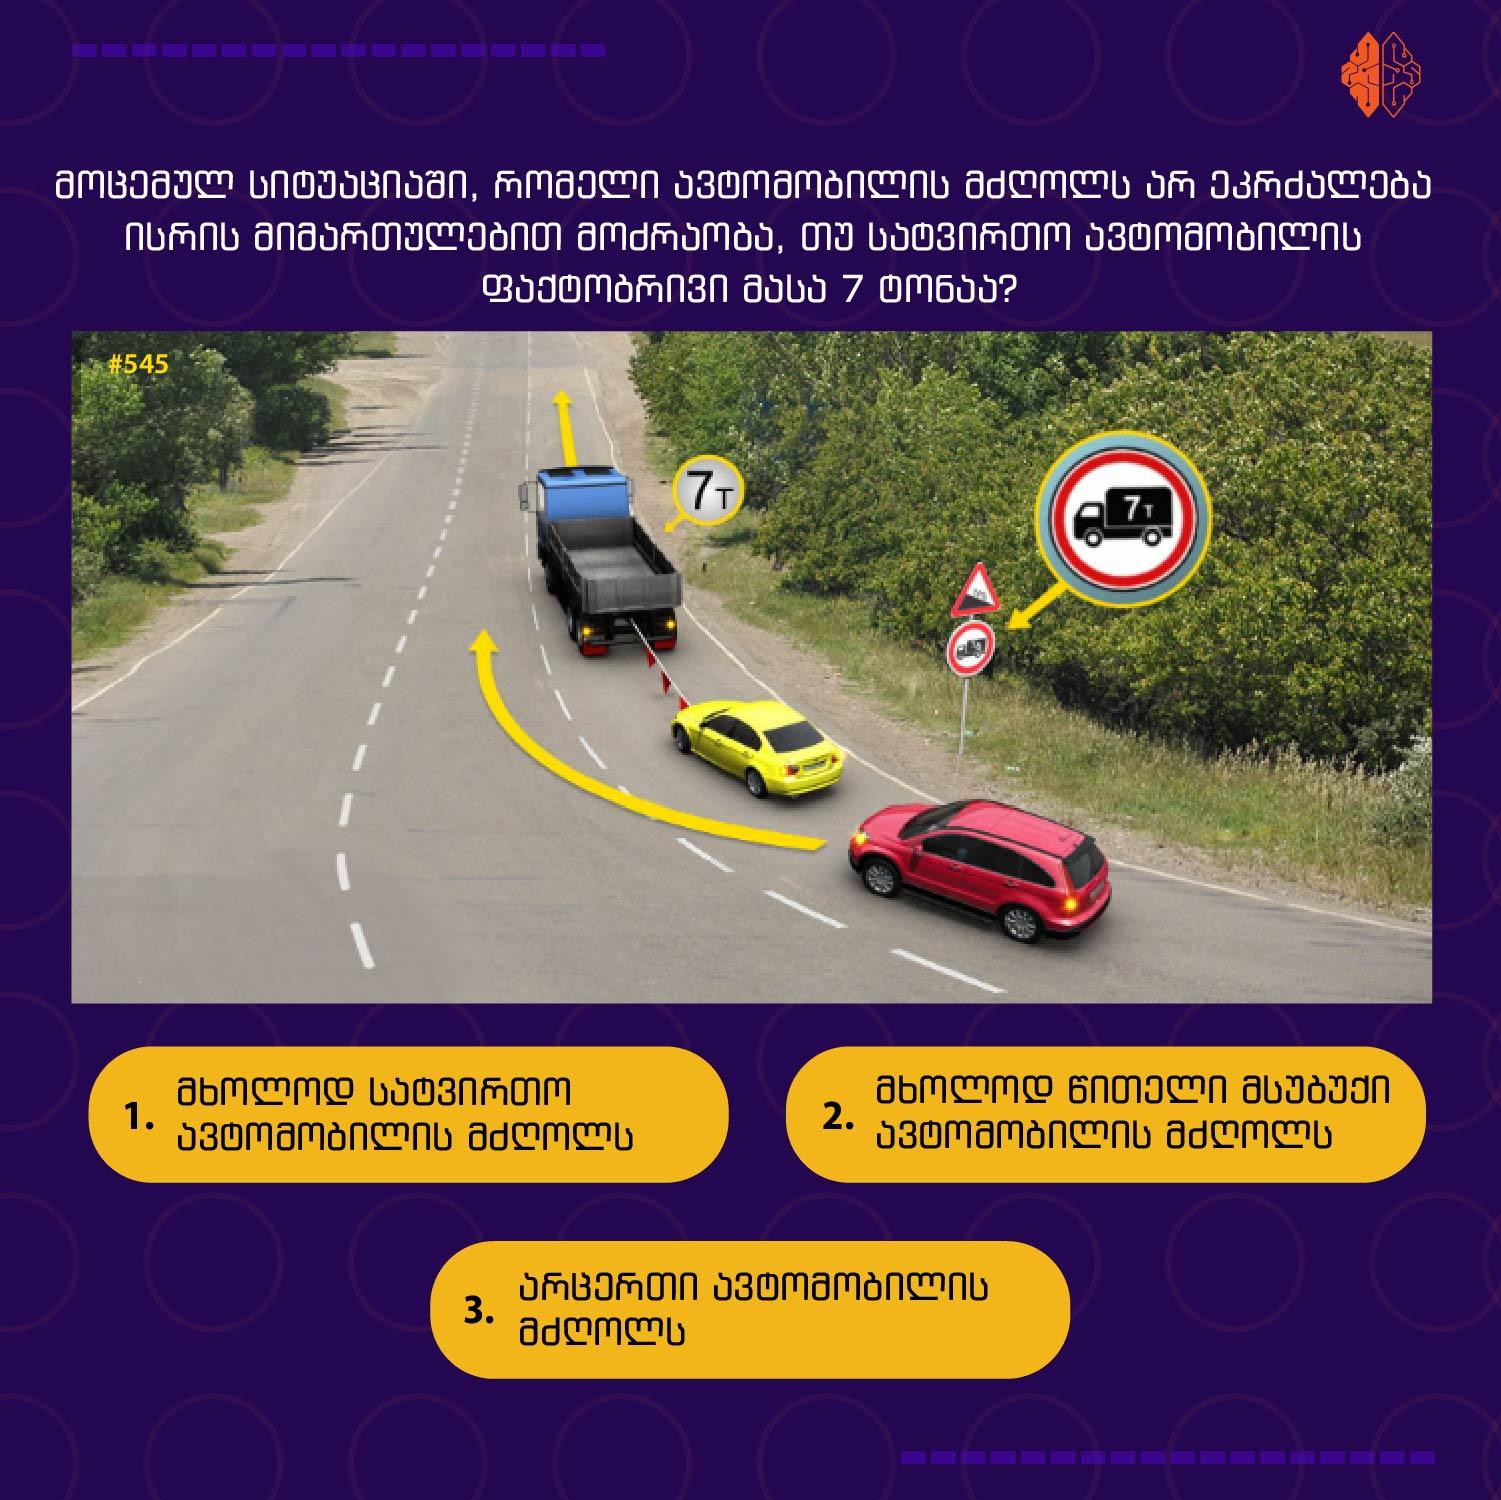 მოცემულ სიტუაციაში, რომელი ავტომობილის მძღოლს არ ეკრძალება
ისრის მიმართულებით მოძრაობა, თუ სატვირთო ავტომობილის
ფაქტობრივი მასა 7 ტონაა?
#545
7т
7т
1. მხოლოდ სატვირთო
ავტომობილის მძღოლს
2. მხოლოდ წითელი მსუბუქი
ავტომობილის მძღოლს
3. არცერთი ავტომობილის
მძღოლს